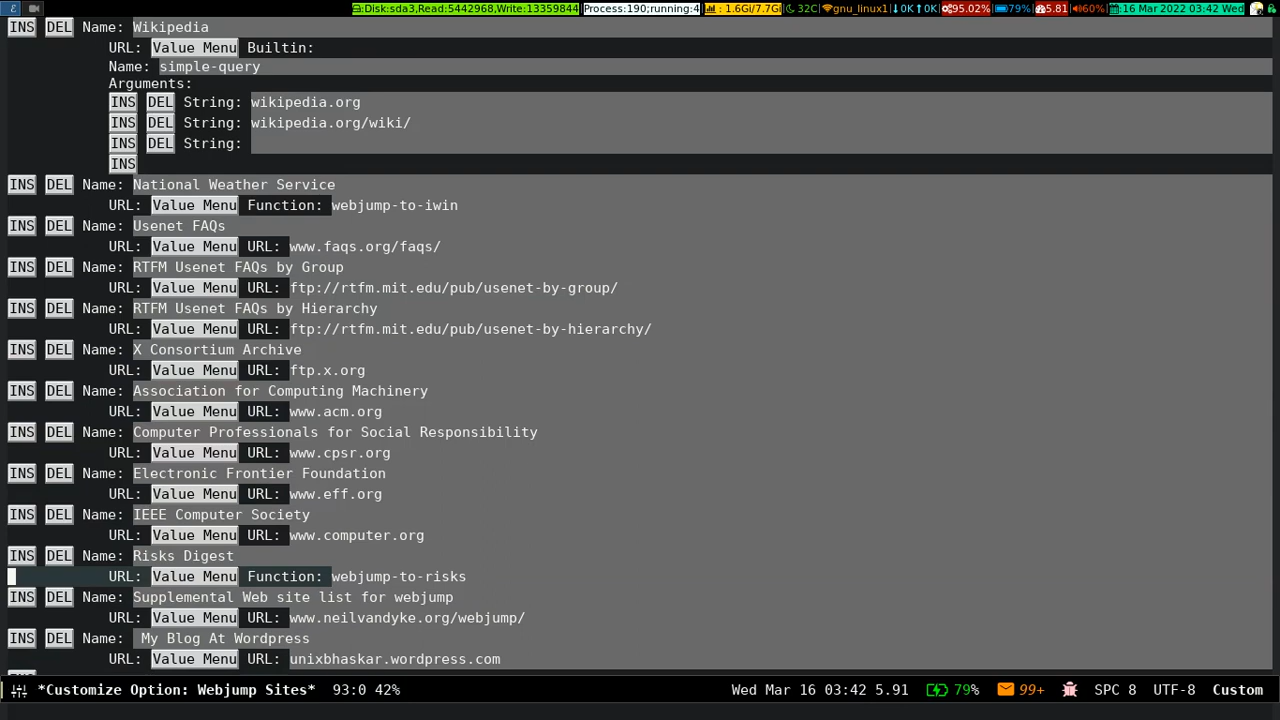 Disk:sda3,Read:5442968,Write:13359844 Process:190;running:4 : 1.6Gi/7.7Gi 32C gnu_linux1 0K 0K 95.02% 79% 5.81 60% :16 Mar 2022 03:42 Wed
INS DEL Name: Wikipedia
URL: Value Menu Builtin:
Name: simple-query
Arguments:
INS DEL String: wikipedia.org
INS DEL String: wikipedia.org/wiki/
INS DEL String:
INS
INS DEL Name: National Weather Service
URL: Value Menu Function: webjump-to-iwin
INS DEL Name: Usenet FAQs
URL: Value Menu URL: www.faqs.org/faqs/
INS DEL Name: RTFM Usenet FAQs by Group
URL: Value Menu URL: ftp://rtfm.mit.edu/pub/usenet-by-group/
INS DEL Name: RTFM Usenet FAQs by Hierarchy
URL: Value Menu URL: ftp://rtfm.mit.edu/pub/usenet-by-hierarchy/
INS DEL Name: X Consortium Archive
URL: Value Menu URL: ftp.x.org
INS DEL Name: Association for Computing Machinery
URL: Value Menu URL: www.acm.org
INS DEL Name: Computer Professionals for Social Responsibility
URL: Value Menu URL: www.cpsr.org
INS DEL Name: Electronic Frontier Foundation
URL: Value Menu URL: www.eff.org
INS DEL Name: IEEE Computer Society
URL: Value Menu URL: www.computer.org
INS DEL Name: Risks Digest
URL: Value Menu Function: webjump-to-risks
INS DEL Name: Supplemental Web site list for webjump
URL: Value Menu URL: www.neilvandyke.org/webjump/
INS DEL Name: My Blog At Wordpress
URL: Value Menu URL: unixbhaskar.wordpress.com
*Customize Option: Webjump Sites* 93:0 42% Wed Mar 16 03:42 5.91 79% 99+ SPC 8 UTF-8 Custom